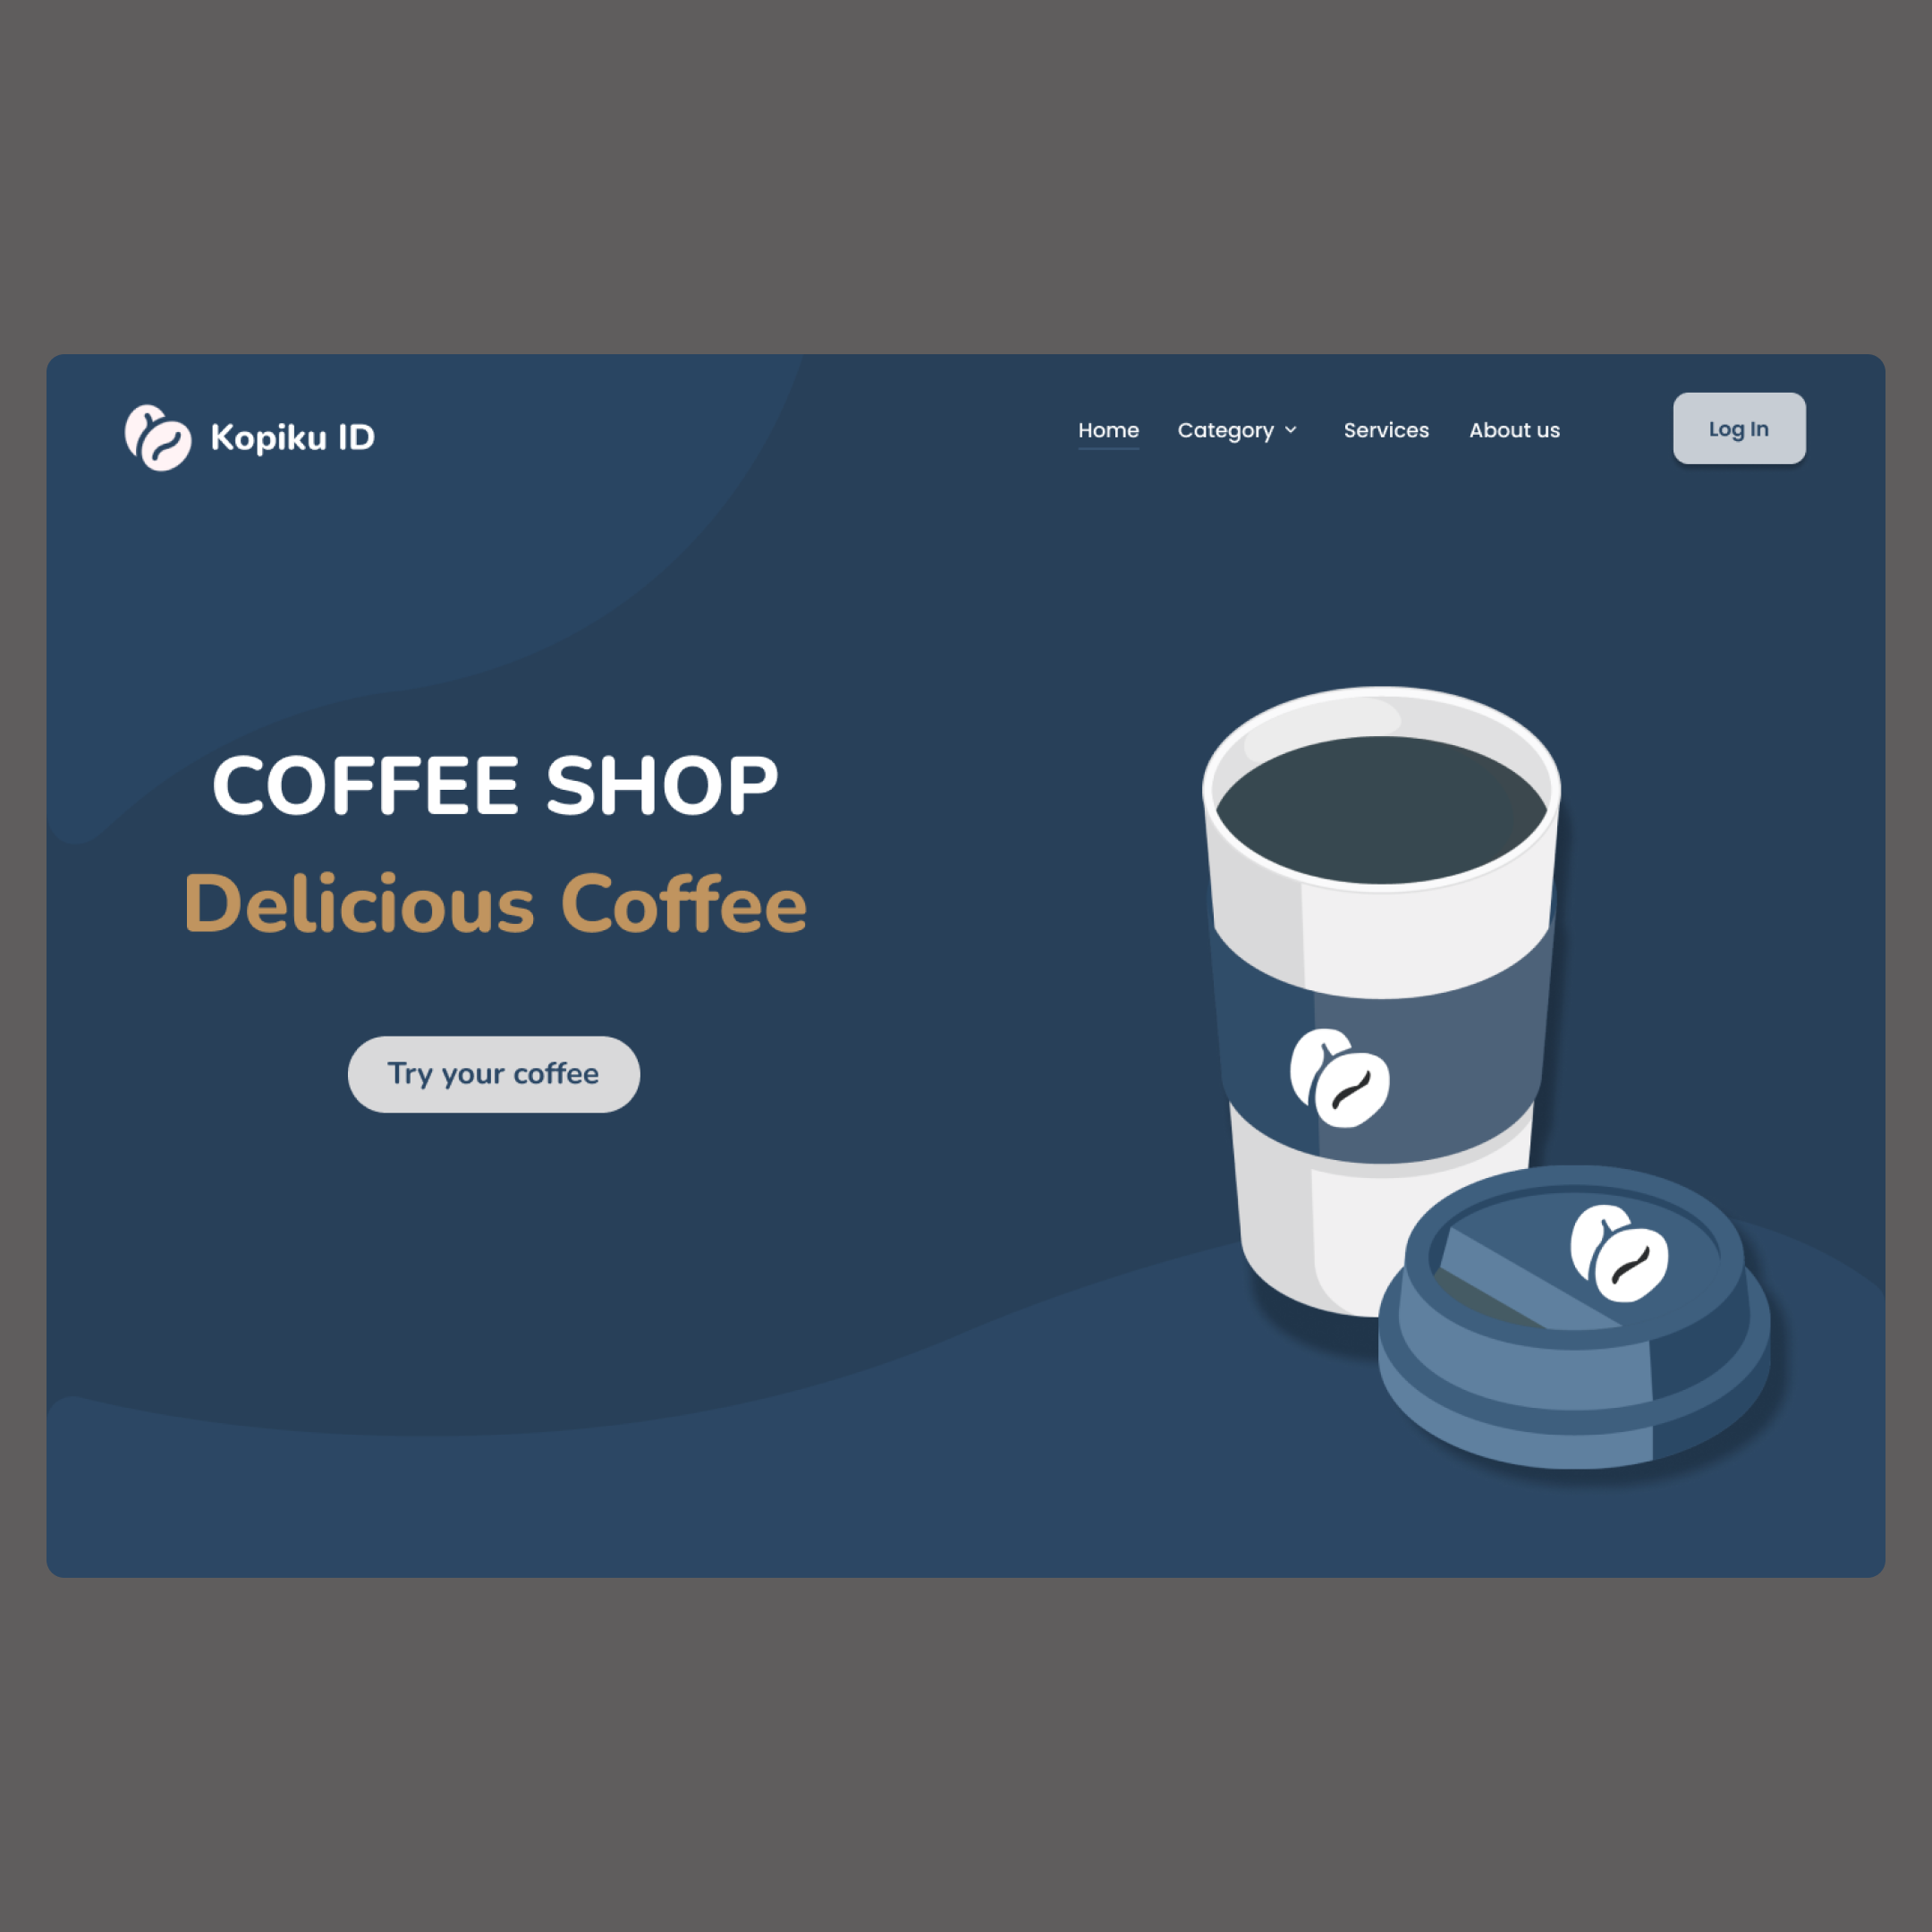 Kopiku ID
Home Category Services About us Log In
COFFEE SHOP
Delicious Coffee
Try your coffee